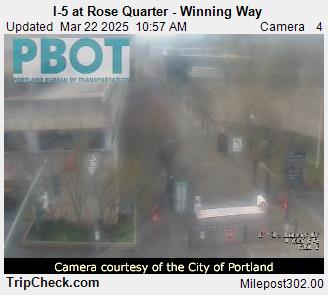 I-5 at Rose Quarter - Winning Way
Updated Mar 22 2025 10:57 AM Camera 4
PBOT
PORTLAND BUREAU OF TRANSPORTATION
Camera courtesy of the City of Portland
TripCheck.com Milepost302.00